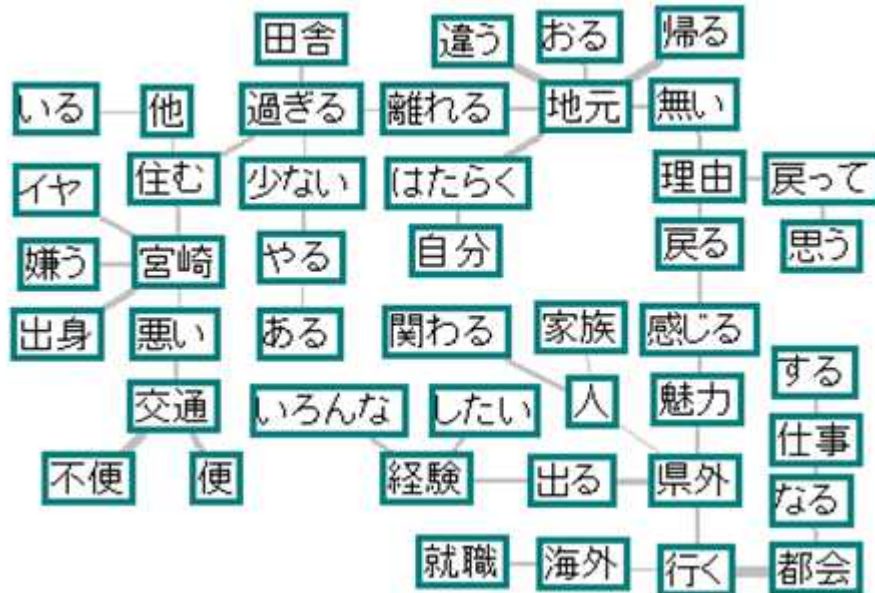 田舎
違う
おる
帰る
いる
他
過ぎる
離れる
地元
無い
イヤ
住む
少ない
はたらく
理由
戻って
嫌う
宮崎
やる
自分
戻る
思う
出身
悪い
ある
関わる
家族
感じる
する
交通
いろんな
したい
人
魅力
仕事
不便
便
経験
出る
県外
なる
就職
海外
行く
都会